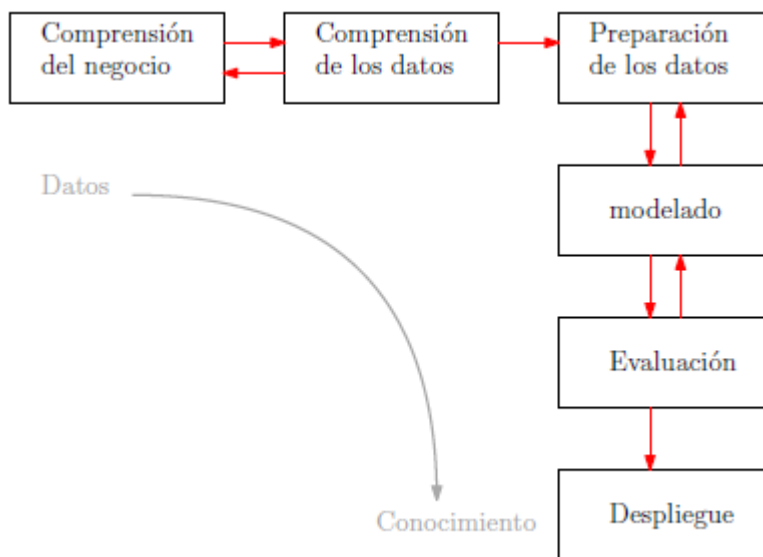 Comprensión
del negocio
Comprensión
de los datos
Preparación
de los datos
Datos
modelado
Evaluación
Conocimiento
Despliegue